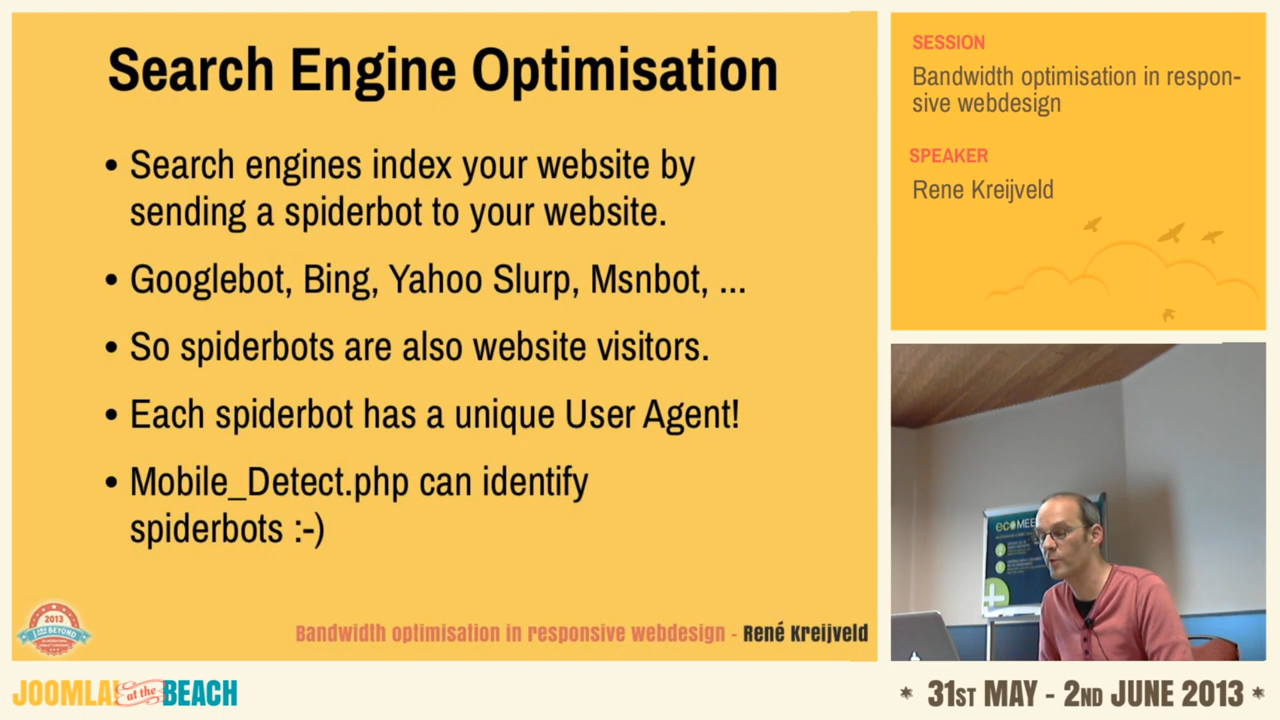 Search Engine Optimisation
• Search engines index your website by
sending a spiderbot to your website.
• Googlebot, Bing, Yahoo Slurp, Msnbot, ...
• So spiderbots are also website visitors.
• Each spiderbot has a unique User Agent!
• Mobile_Detect.php can identify
spiderbots :-)
2013
BEYOND
Bandwidth optimisation in responsive webdesign - René Kreijveld
SESSION
Bandwidth optimisation in respon-
sive webdesign
SPEAKER
Rene Kreijveld
JOOMLA! at the BEACH
* 31ST MAY - 2ND JUNE 2013 *